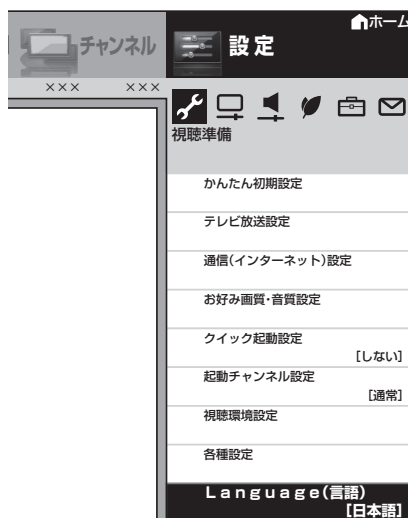 ホーム
チャンネル
設定
××× ×××
視聴準備
かんたん初期設定
テレビ放送設定
通信(インターネット)設定
お好み画質・音質設定
クイック起動設定
[しない]
起動チャンネル設定
[通常]
視聴環境設定
各種設定
Language(言語)
[日本語]